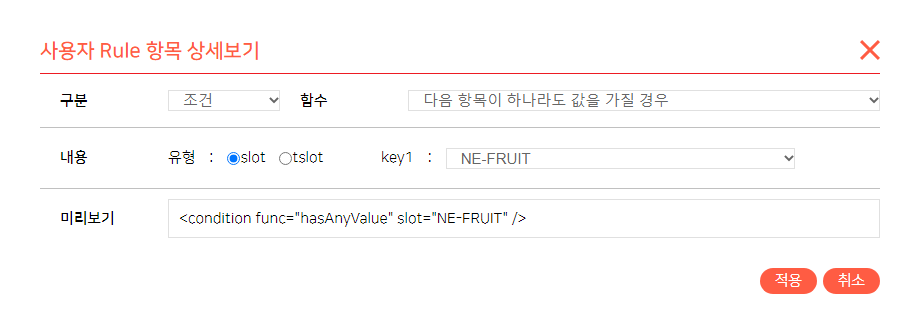 사용자 Rule 항목 상세보기
구분 조건 함수 다음 항목이 하나라도 값을 가질 경우
내용 유형 : slot tslot key1 : NE-FRUIT
미리보기 <condition func="hasAnyValue" slot="NE-FRUIT" />
적용 취소